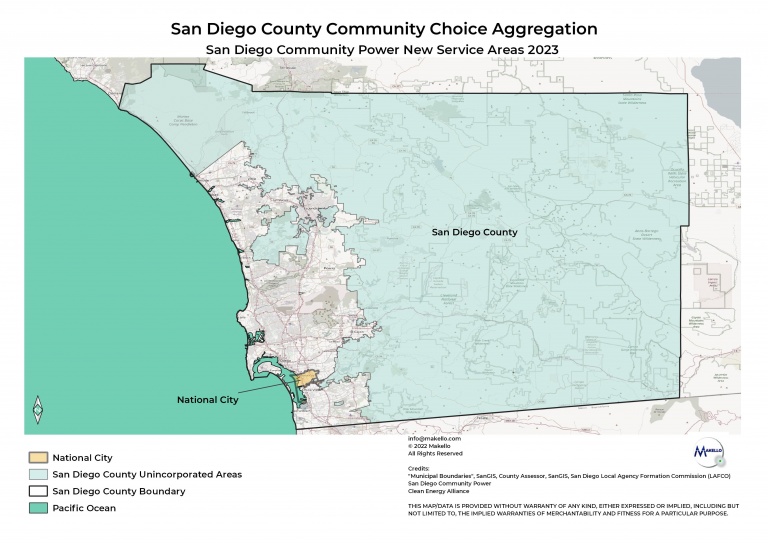 San Diego County Community Choice Aggregation
San Diego Community Power New Service Areas 2023
San Diego County
National City
National City
San Diego County Unincorporated Areas
San Diego County Boundary
Pacific Ocean
info@makello.com
© 2022 Makello
All Rights Reserved
MAKELLO
Credits:
"Municipal Boundaries", SanGIS, County Assessor, SanGIS, San Diego Local Agency Formation Commission (LAFCO)
San Diego Community Power
Clean Energy Alliance
THIS MAP/DATA IS PROVIDED WITHOUT WARRANTY OF ANY KIND, EITHER EXPRESSED OR IMPLIED, INCLUDING BUT
NOT LIMITED TO, THE IMPLIED WARRANTIES OF MERCHANTABILITY AND FITNESS FOR A PARTICULAR PURPOSE.